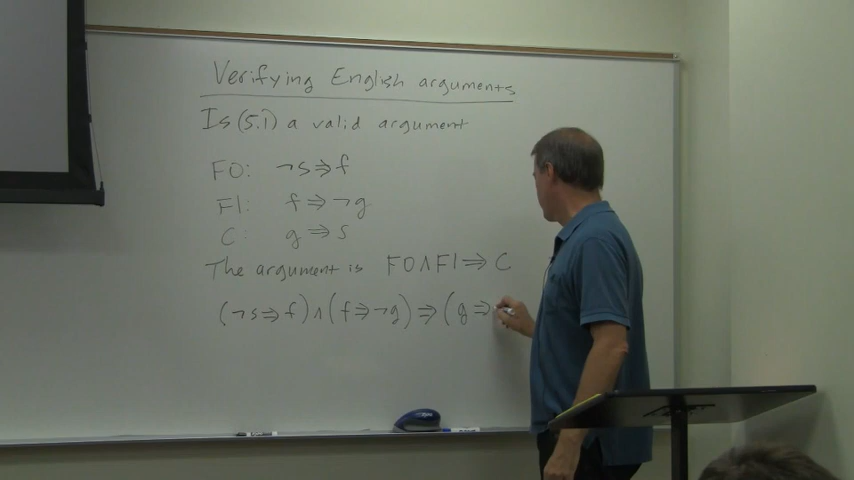 Verifying English arguments
Is (5.1) a valid argument
F0: ¬s⇒f
F1: f⇒¬g
C: g⇒s
The argument is F0∧F1⇒C
(¬s⇒f)∧(f⇒¬g)⇒(g⇒